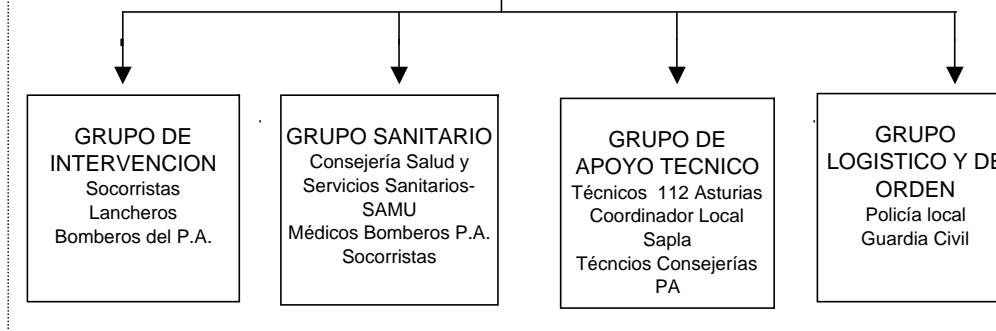 GRUPO DE
INTERVENCION
Socorristas
Lancheros
Bomberos del P.A.
GRUPO SANITARIO
Consejería Salud y
Servicios Sanitarios-
SAMU
Médicos Bomberos P.A.
Socorristas
GRUPO DE
APOYO TECNICO
Técnicos 112 Asturias
Coordinador Local
Sapla
Técncios Consejerías
PA
GRUPO
LOGISTICO Y DE
ORDEN
Policía local
Guardia Civil